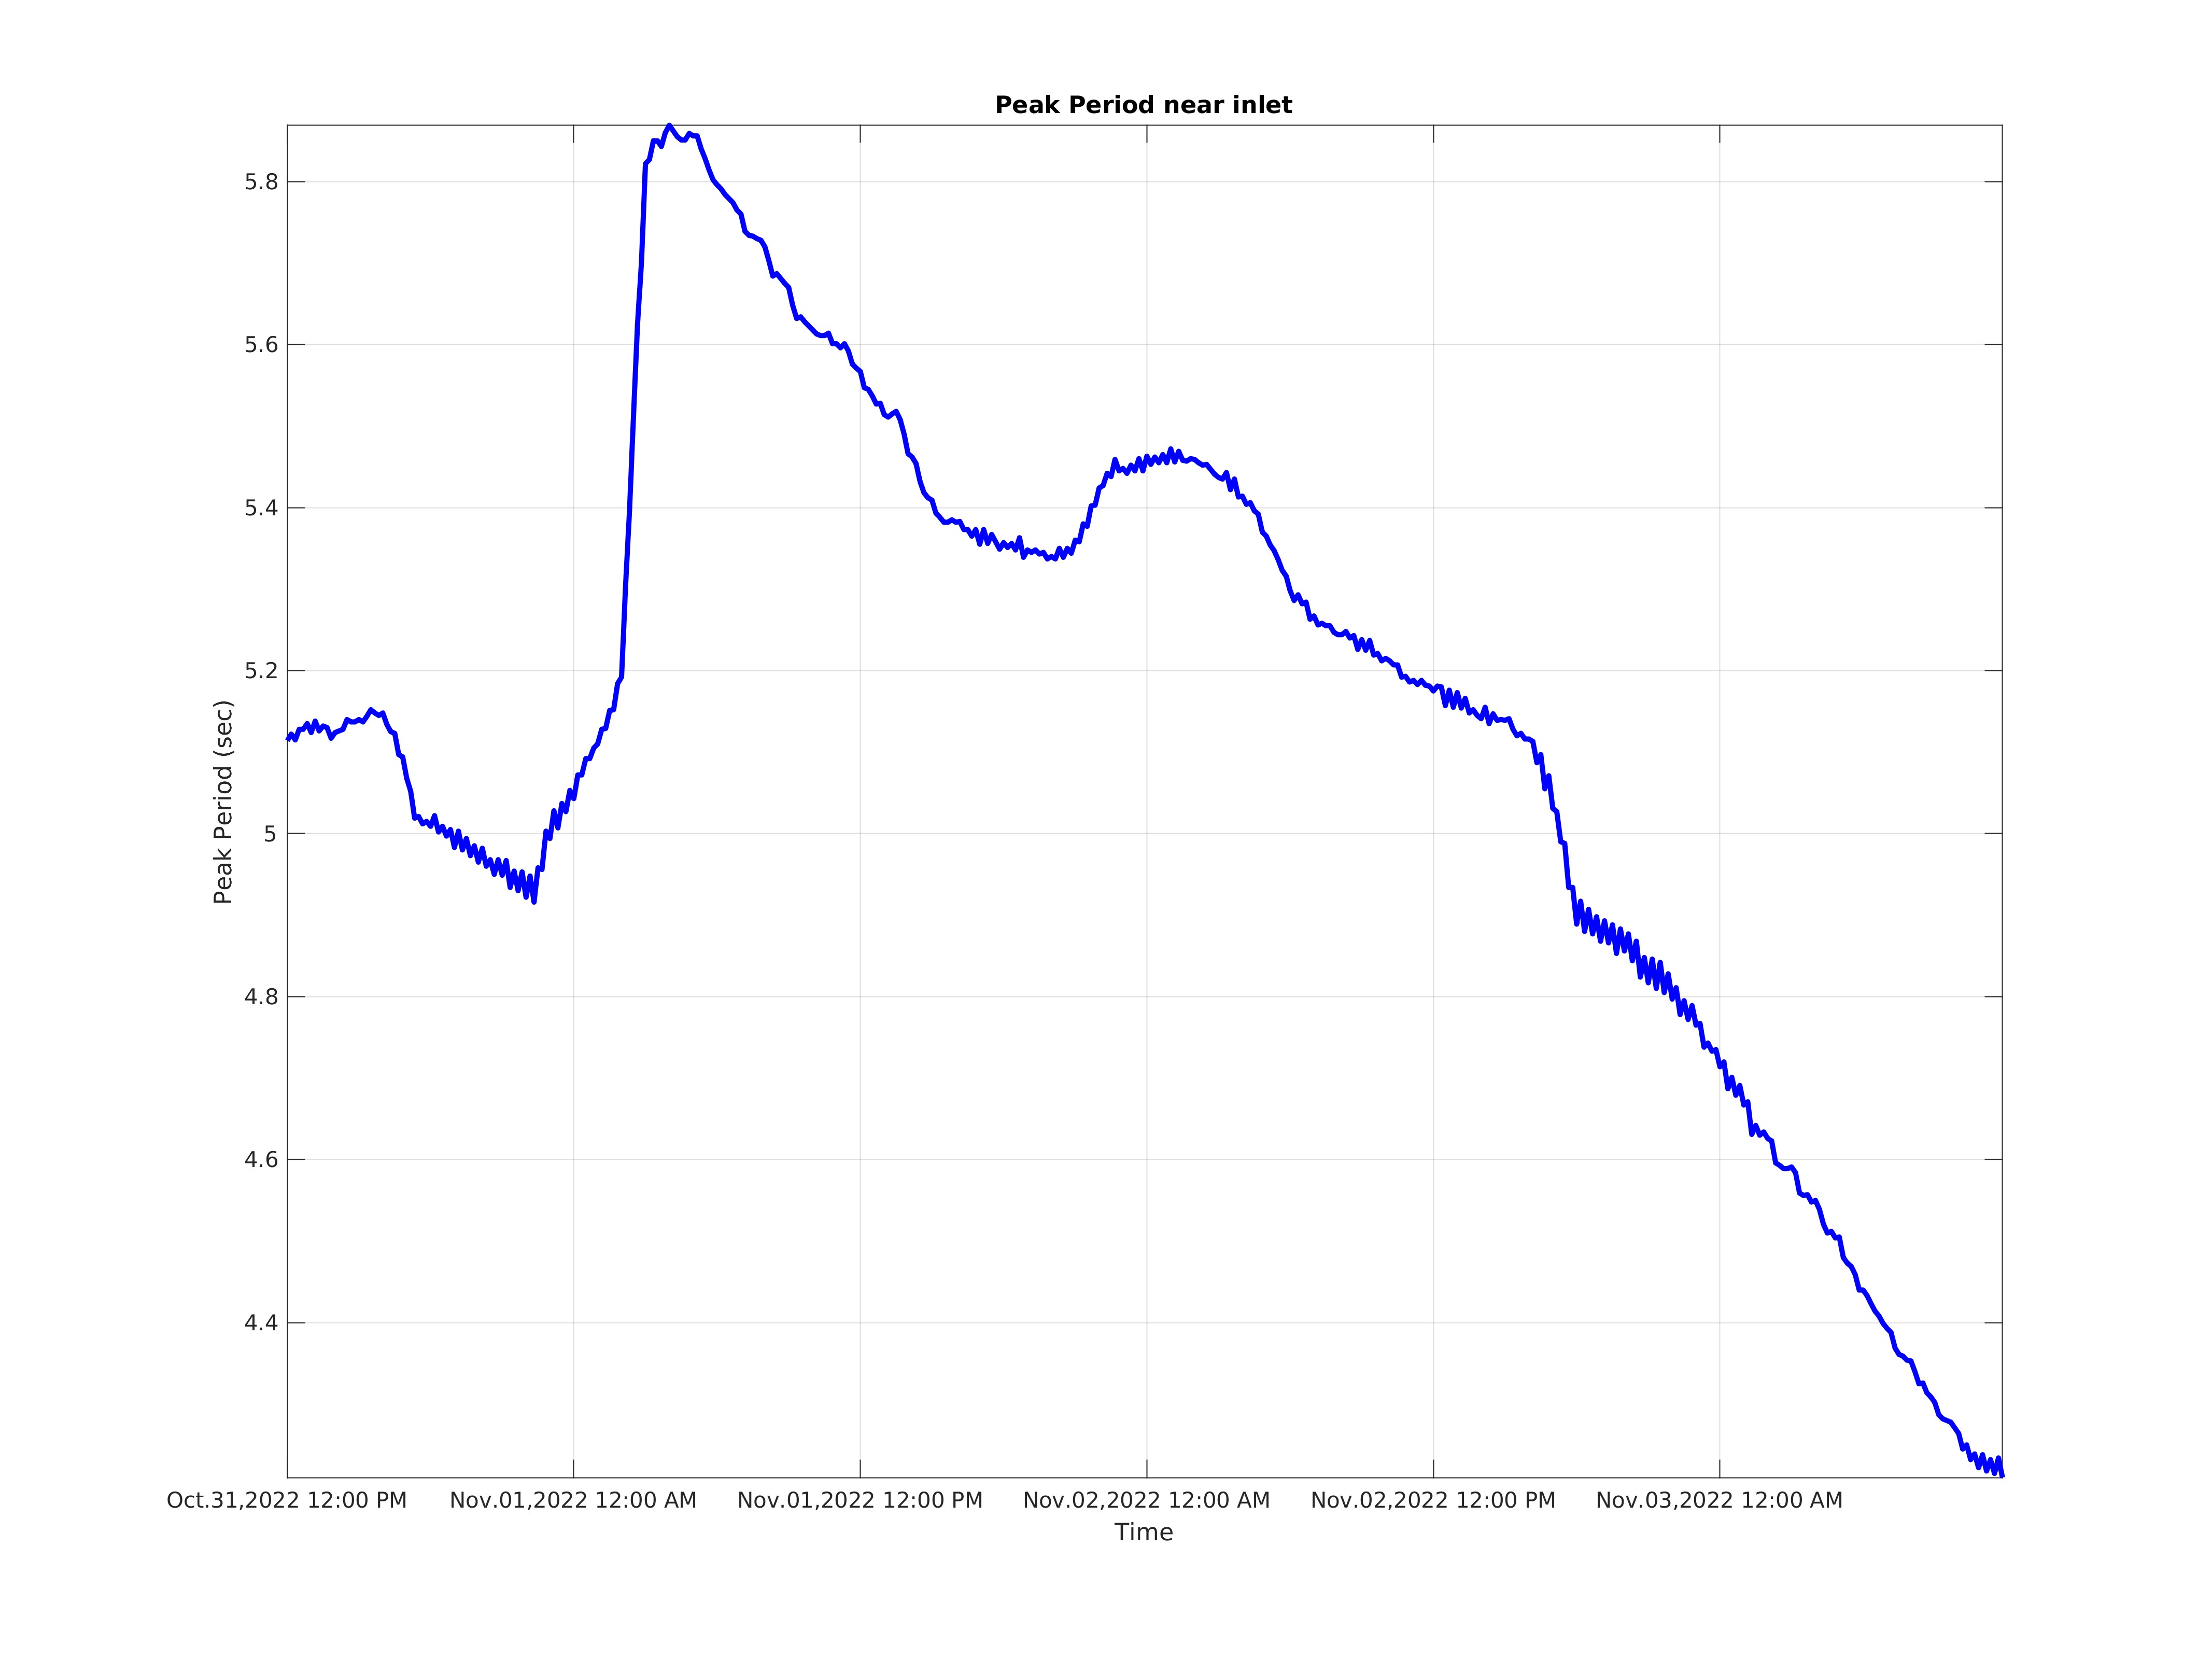 Peak Period near inlet
5.8
5.6
5.4
5.2
5
4.8
4.6
4.4
Peak Period (sec)
Oct.31,2022 12:00 PM
Nov.01,2022 12:00 AM
Nov.01,2022 12:00 PM
Nov.02,2022 12:00 AM
Nov.02,2022 12:00 PM
Nov.03,2022 12:00 AM
Time